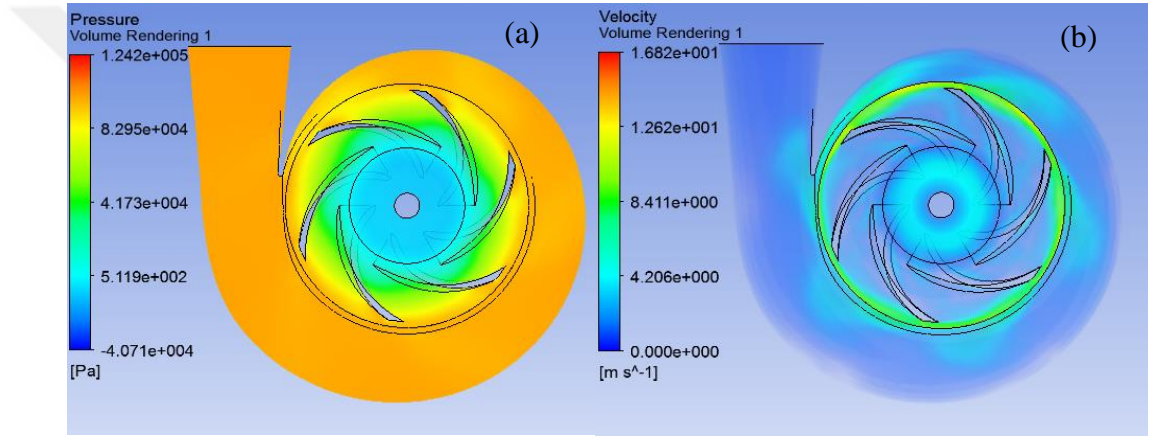 Pressure
Volume Rendering 1
(a)
1.242e+005
8.295e+004
4.173e+004
5.119e+002
-4.071e+004
[Pa]
Velocity
Volume Rendering 1
(b)
1.682e+001
1.262e+001
8.411e+000
4.206e+000
0.000e+000
[m s^-1]